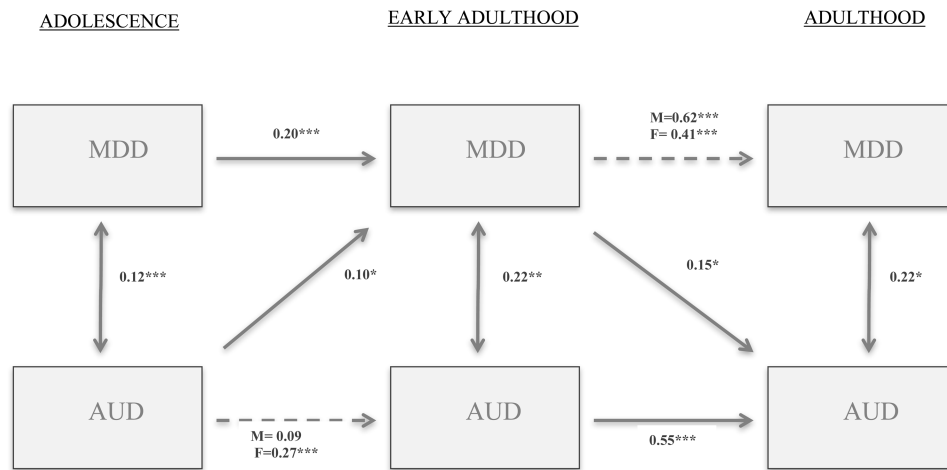 ADOLESCENCE
EARLY ADULTHOOD
ADULTHOOD
MDD
0.20***
MDD
M=0.62***
F= 0.41***
MDD
0.12***
0.10*
0.22**
0.15*
0.22*
AUD
M= 0.09
F=0.27***
AUD
0.55***
AUD